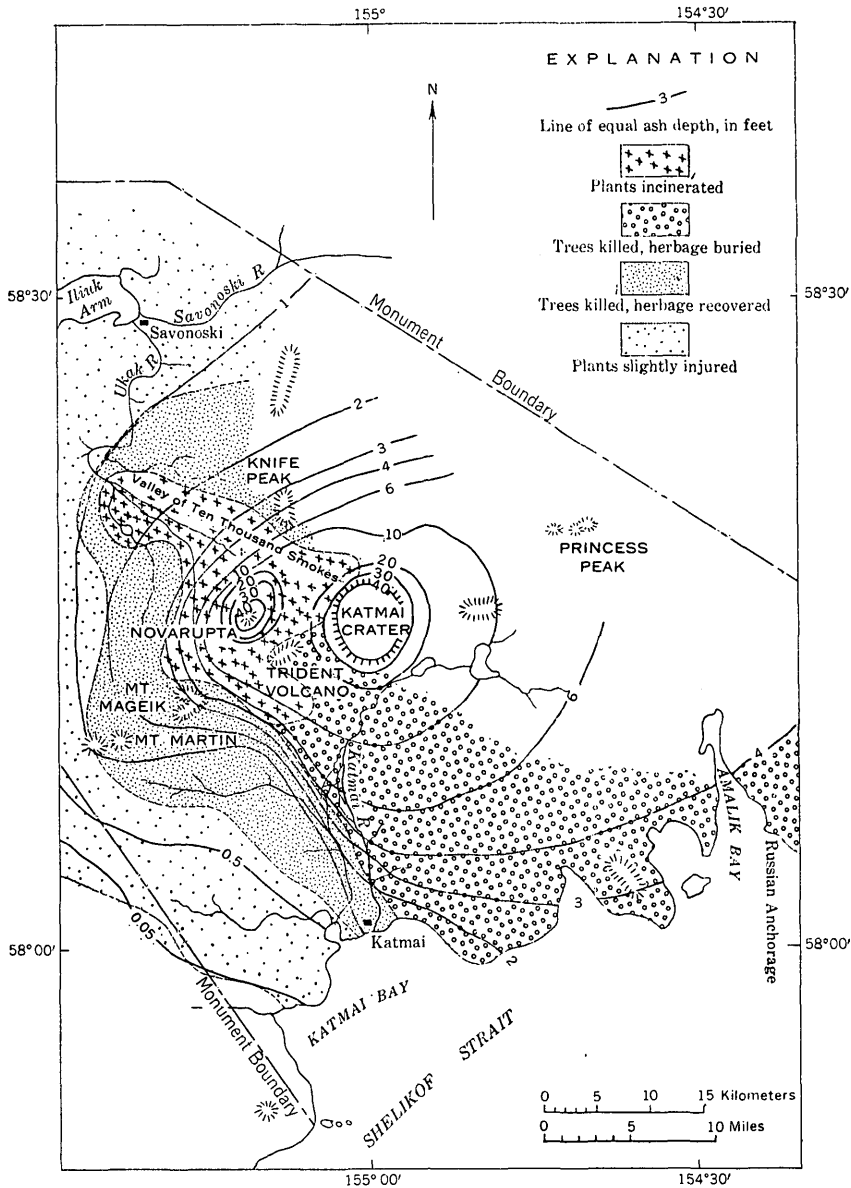 155°
154°30'
EXPLANATION
3
Line of equal ash depth, in feet
Plants incinerated
Trees killed, herbage buried
Trees killed, herbage recovered
Plants slightly injured
N
58°30'
58°30'
Iliuk
Arm
Savonoski R
Savonoski
Ukak R
1
Monument
Boundary
2
3
4
6
KNIFE
PEAK
Valley of Ten Thousand Smokes
10
20
30
40
10
20
30
40
PRINCESS
PEAK
KATMAI
CRATER
NOVARUPTA
TRIDENT
VOLCANO
MT
MAGEIK
MT. MARTIN
Katmai R
6
4
AMALIK BAY
Russian Anchorage
0.5
0.05
3
2
Katmai
58°00'
58°00'
Monument Boundary
KATMAI BAY
SHELIKOF STRAIT
0 5 10 15 Kilometers
0 5 10 Miles
155°00'
154°30'